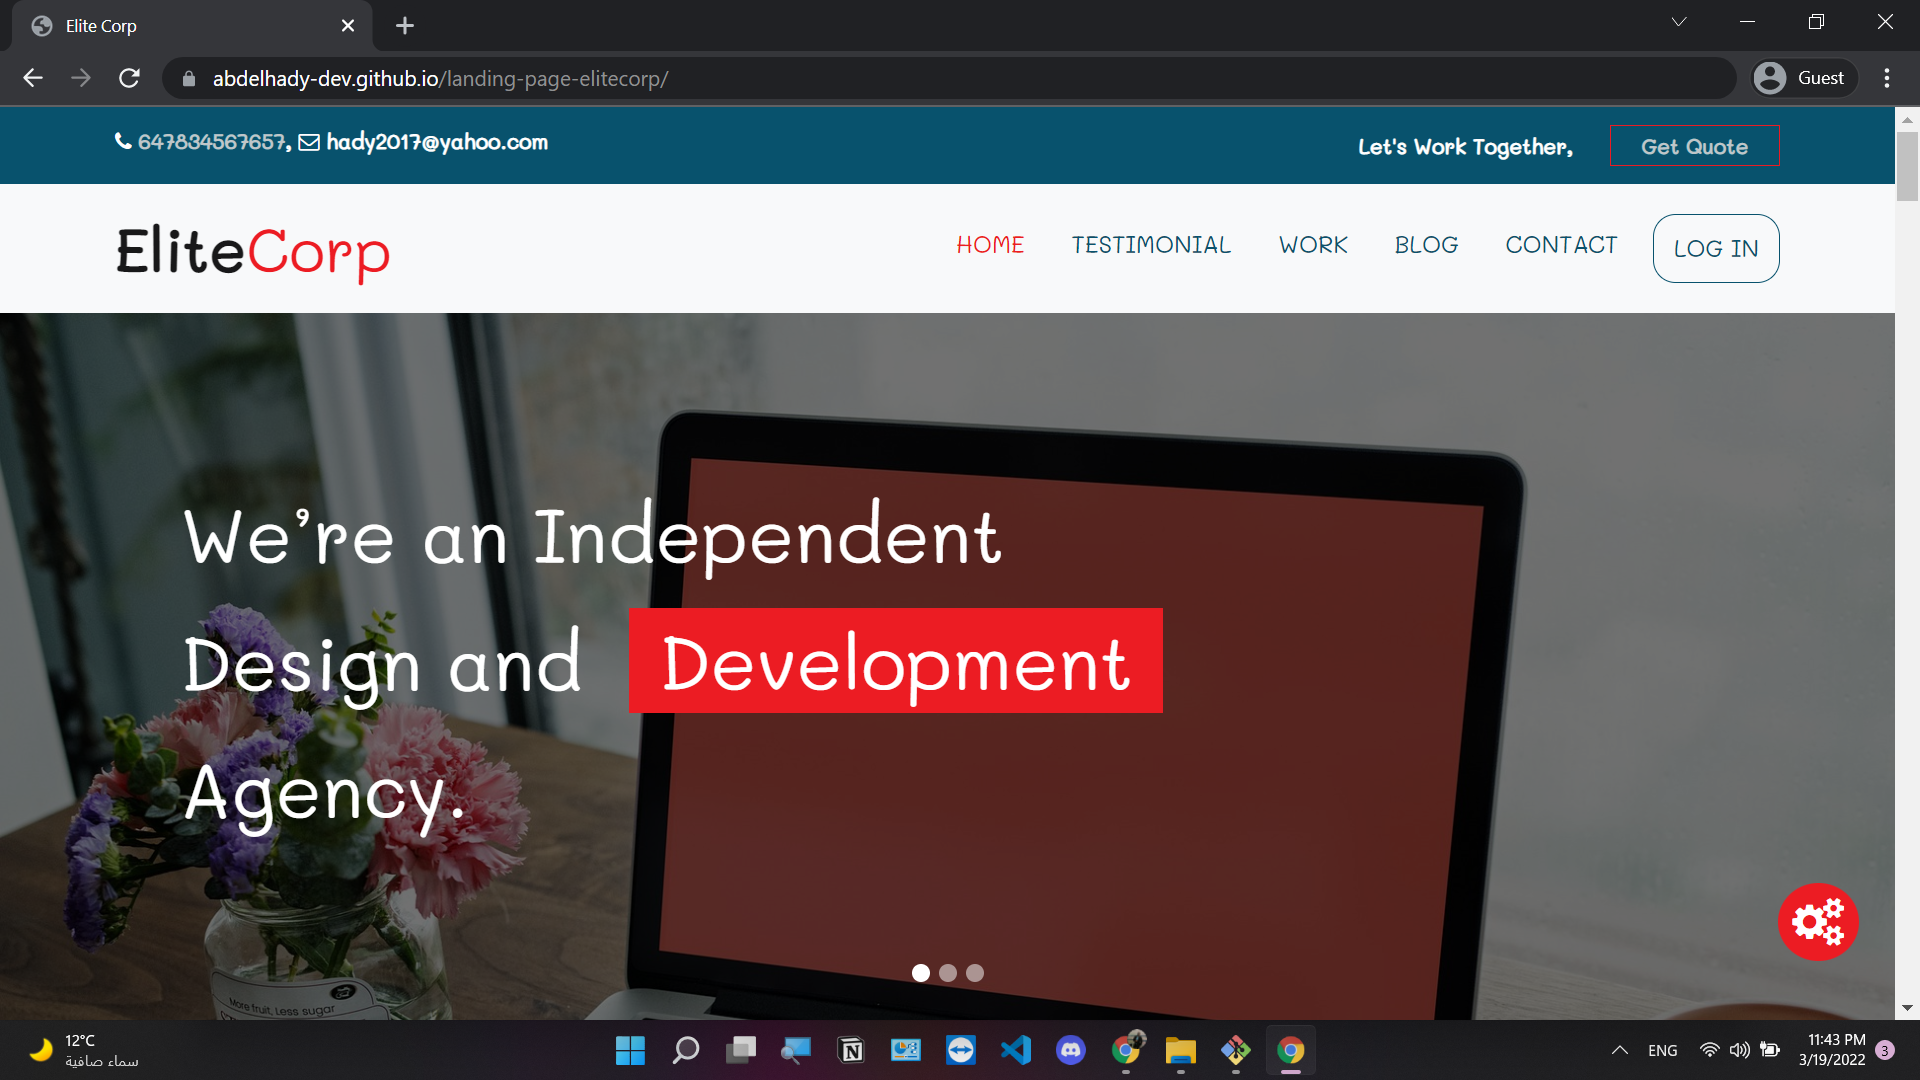 Elite Corp
abdelhady-dev.github.io/landing-page-elitecorp/
Guest
647834567657, hady2017@yahoo.com
Let's Work Together,
Get Quote
EliteCorp
HOME TESTIMONIAL WORK BLOG CONTACT LOG IN
We're an Independent
Design and Development
Agency.
More fruit, Less sugar
12°C
سماء صافية
ENG
11:43 PM
3/19/2022
3